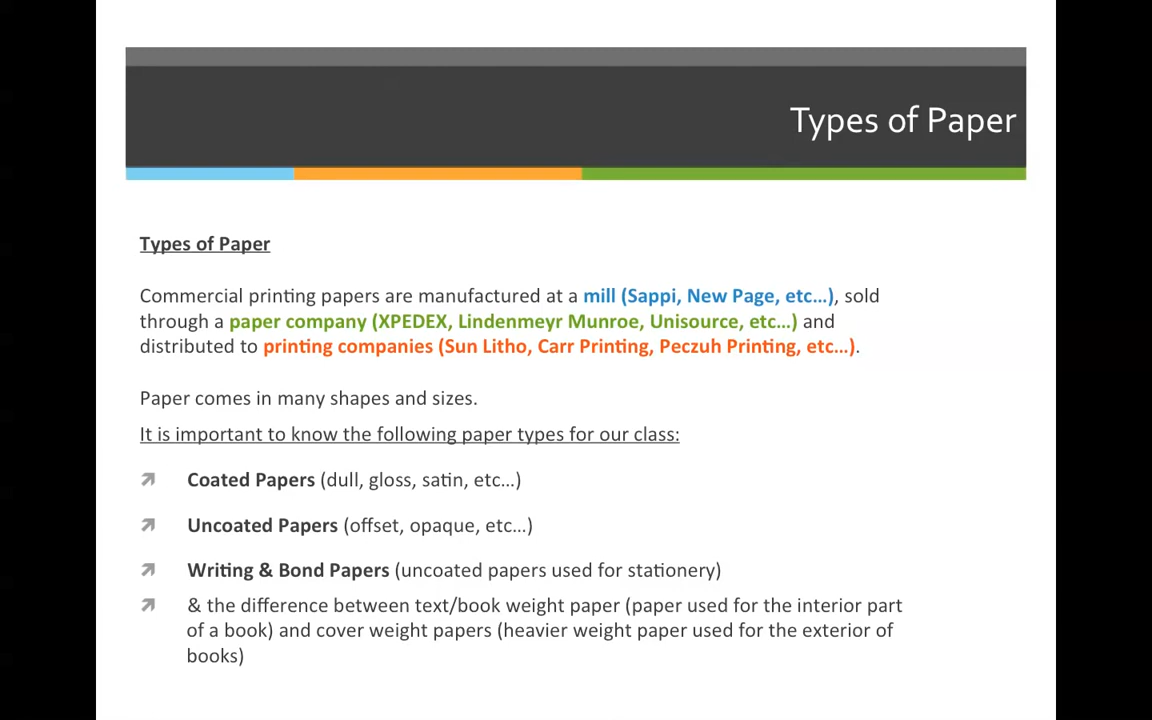 Types of Paper
Types of Paper
Commercial printing papers are manufactured at a mill (Sappi, New Page, etc...), sold
through a paper company (XPEDEX, Lindenmeyr Munroe, Unisource, etc...) and
distributed to printing companies (Sun Litho, Carr Printing, Peczuh Printing, etc...).
Paper comes in many shapes and sizes.
It is important to know the following paper types for our class:
Coated Papers (dull, gloss, satin, etc...)
Uncoated Papers (offset, opaque, etc...)
Writing & Bond Papers (uncoated papers used for stationery)
& the difference between text/book weight paper (paper used for the interior part
of a book) and cover weight papers (heavier weight paper used for the exterior of
books)